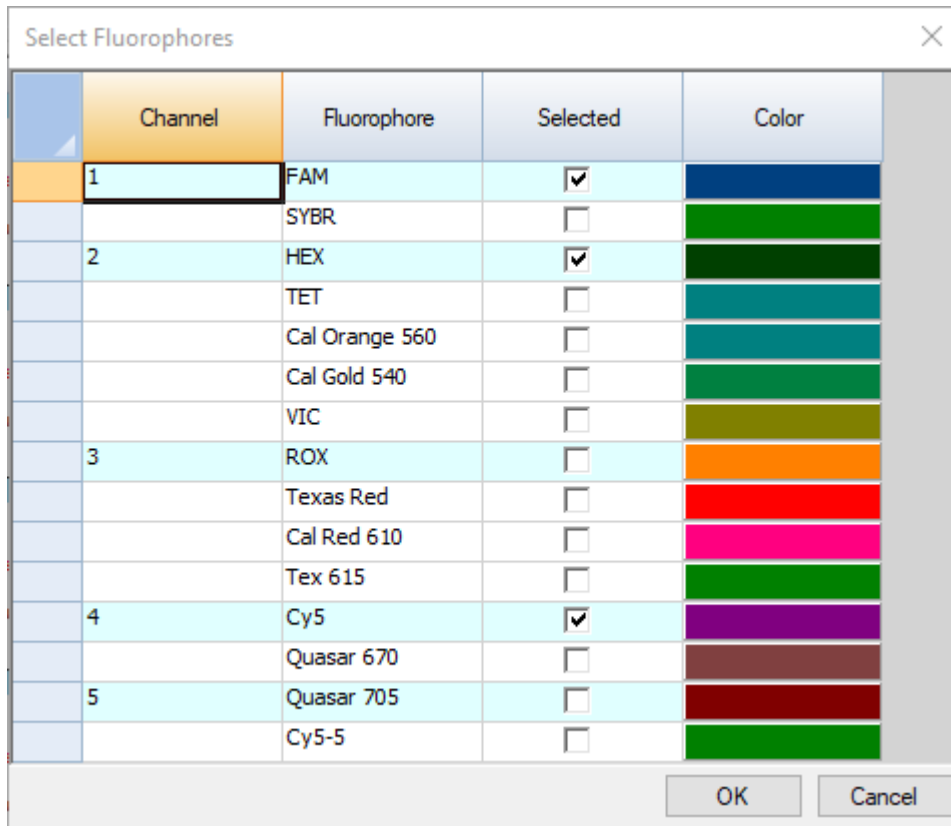 Select Fluorophores
Channel Fluorophore Selected Color
1 FAM
SYBR
2 HEX
TET
Cal Orange 560
Cal Gold 540
VIC
3 ROX
Texas Red
Cal Red 610
Tex 615
4 Cy5
Quasar 670
5 Quasar 705
Cy5-5
OK Cancel